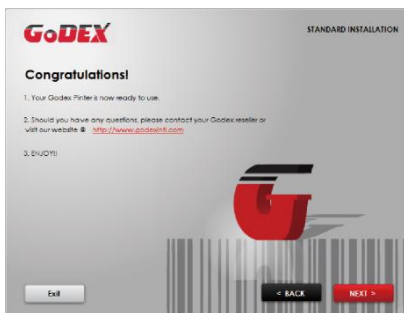 GoDEX
STANDARD INSTALLATION
Congratulations!
1. Your Godex Pinter is now ready to use.
2. Should you have any questions, please contact your Godex reseller or
visit our website @ http://www.godexintl.com
3. ENJOY!!
Exit
< BACK
NEXT >